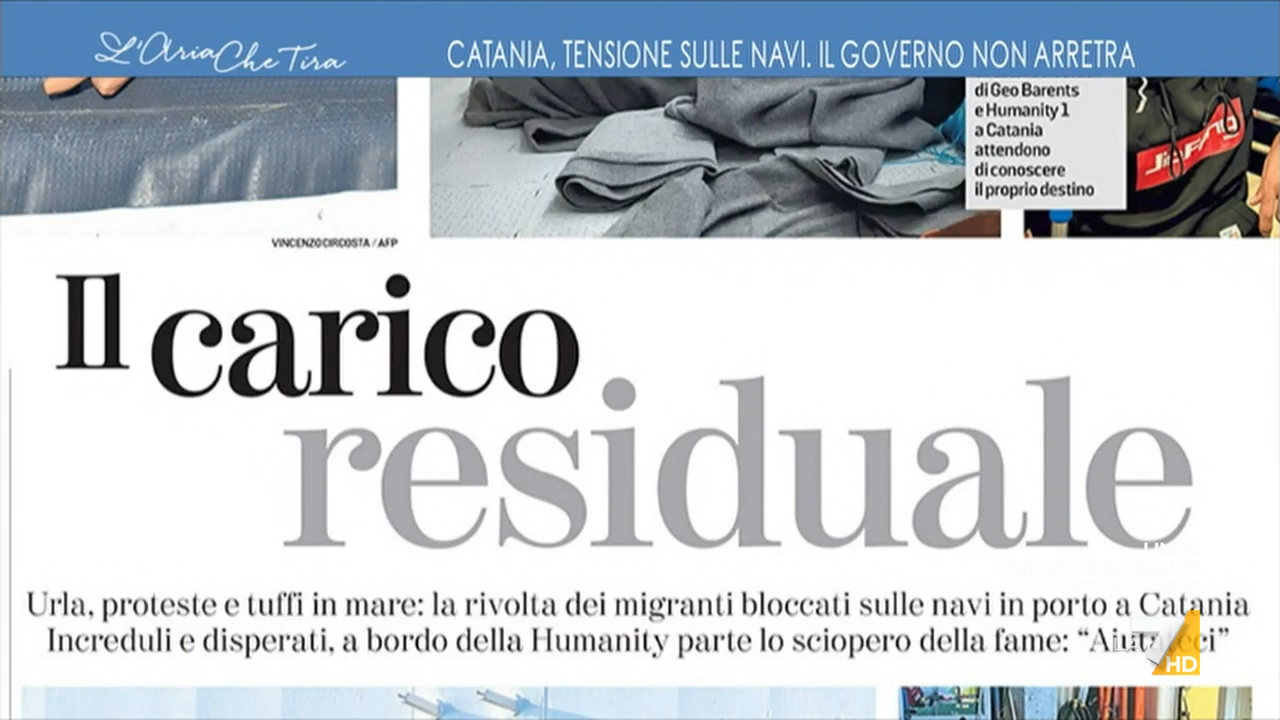 L'Aria Che Tira
CATANIA, TENSIONE SULLE NAVI. IL GOVERNO NON ARRETRA
di Geo Barents
e Humanity 1
a Catania
attendono
di conoscere
il proprio destino
VINCENZO CIRCOSTA / AFP
Il carico
residuale
Urla, proteste e tuffi in mare: la rivolta dei migranti bloccati sulle navi in porto a Catania
Increduli e disperati, a bordo della Humanity parte lo sciopero della fame: “Aiutateci”
LA7
HD